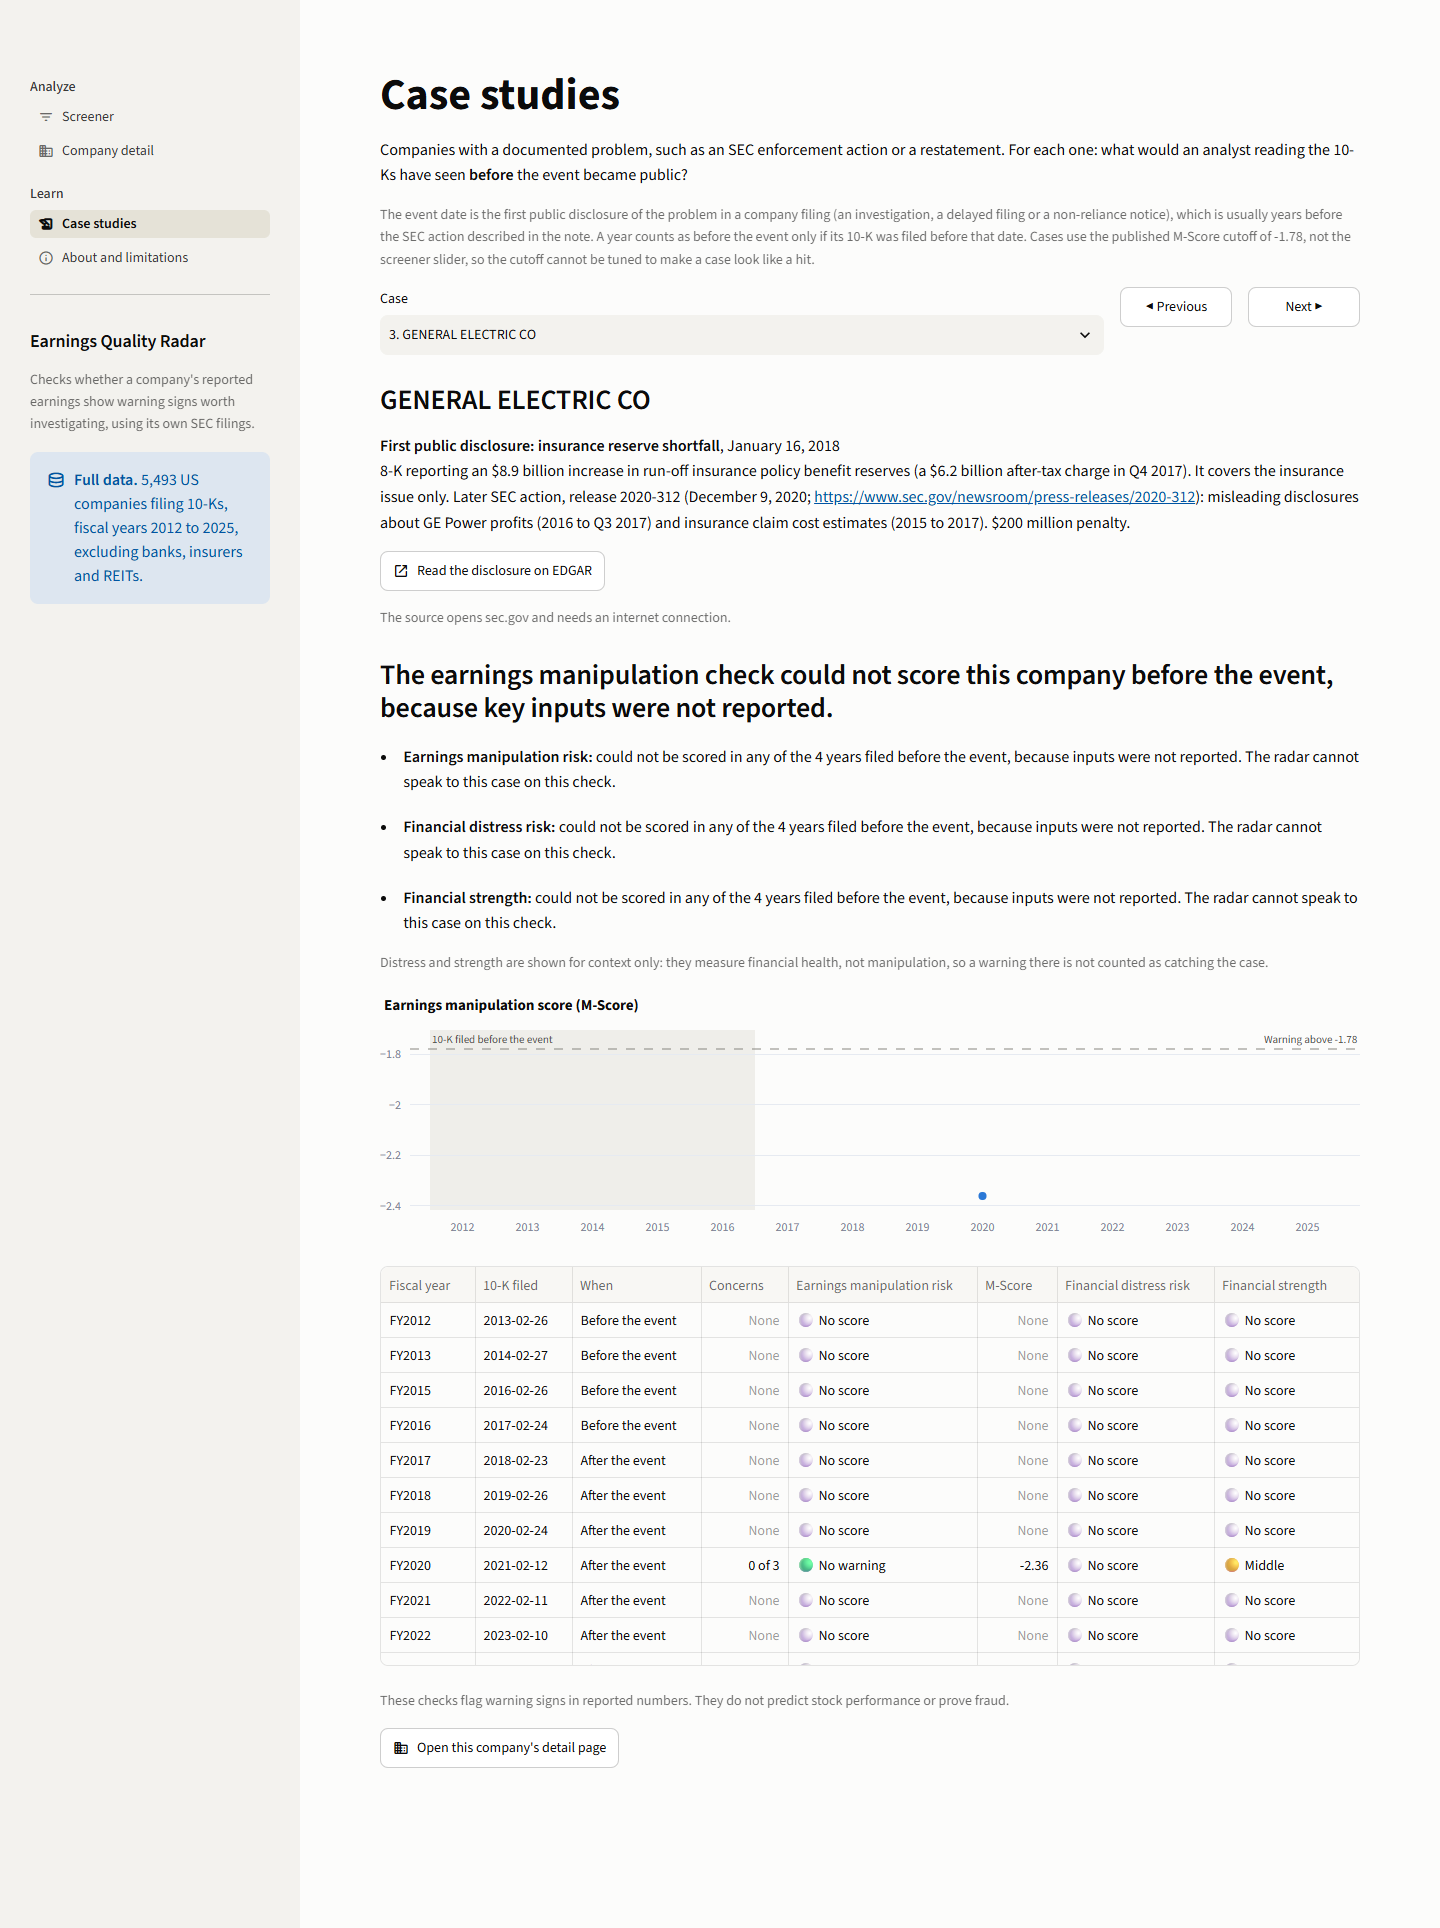 Analyze
Screener
Company detail
Learn
Case studies
About and limitations
Earnings Quality Radar
Checks whether a company's reported
earnings show warning signs worth
investigating, using its own SEC filings.
Full data. 5,493 US
companies filing 10-Ks,
fiscal years 2012 to 2025,
excluding banks, insurers
and REITs.
Case studies
Companies with a documented problem, such as an SEC enforcement action or a restatement. For each one: what would an analyst reading the 10-
Ks have seen before the event became public?
The event date is the first public disclosure of the problem in a company filing (an investigation, a delayed filing or a non-reliance notice), which is usually years before
the SEC action described in the note. A year counts as before the event only if its 10-K was filed before that date. Cases use the published M-Score cutoff of -1.78, not the
screener slider, so the cutoff cannot be tuned to make a case look like a hit.
Case
3. GENERAL ELECTRIC CO
◂ Previous
Next ▸
GENERAL ELECTRIC CO
First public disclosure: insurance reserve shortfall, January 16, 2018
8-K reporting an $8.9 billion increase in run-off insurance policy benefit reserves (a $6.2 billion after-tax charge in Q4 2017). It covers the insurance
issue only. Later SEC action, release 2020-312 (December 9, 2020; https://www.sec.gov/newsroom/press-releases/2020-312): misleading disclosures
about GE Power profits (2016 to Q3 2017) and insurance claim cost estimates (2015 to 2017). $200 million penalty.
Read the disclosure on EDGAR
The source opens sec.gov and needs an internet connection.
The earnings manipulation check could not score this company before the event,
because key inputs were not reported.
• Earnings manipulation risk: could not be scored in any of the 4 years filed before the event, because inputs were not reported. The radar cannot
speak to this case on this check.
• Financial distress risk: could not be scored in any of the 4 years filed before the event, because inputs were not reported. The radar cannot
speak to this case on this check.
• Financial strength: could not be scored in any of the 4 years filed before the event, because inputs were not reported. The radar cannot speak to
this case on this check.
Distress and strength are shown for context only: they measure financial health, not manipulation, so a warning there is not counted as catching the case.
Earnings manipulation score (M-Score)
10-K filed before the event
Warning above -1.78
−1.8
−2
−2.2
−2.4
2012 2013 2014 2015 2016 2017 2018 2019 2020 2021 2022 2023 2024 2025
Fiscal year 10-K filed When Concerns Earnings manipulation risk M-Score Financial distress risk Financial strength
FY2012 2013-02-26 Before the event None No score None No score No score
FY2013 2014-02-27 Before the event None No score None No score No score
FY2015 2016-02-26 Before the event None No score None No score No score
FY2016 2017-02-24 Before the event None No score None No score No score
FY2017 2018-02-23 After the event None No score None No score No score
FY2018 2019-02-26 After the event None No score None No score No score
FY2019 2020-02-24 After the event None No score None No score No score
FY2020 2021-02-12 After the event 0 of 3 No warning -2.36 No score Middle
FY2021 2022-02-11 After the event None No score None No score No score
FY2022 2023-02-10 After the event None No score None No score No score
These checks flag warning signs in reported numbers. They do not predict stock performance or prove fraud.
Open this company's detail page